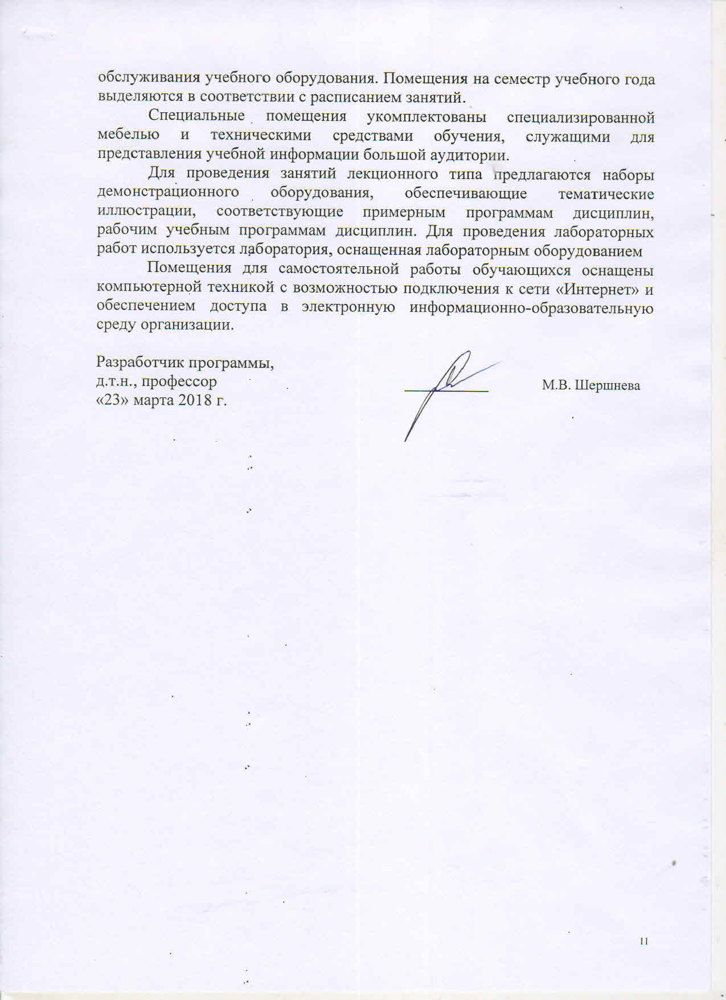 обслуживания учебного оборудования. Помещения на семестр учебного года
выделяются в соответствии с расписанием занятий.
Специальные помещения укомплектованы специализированной
мебелью и техническими средствами обучения, служащими для
представления учебной информации большой аудитории.
Для проведения занятий лекционного типа предлагаются наборы
демонстрационного оборудования, обеспечивающие тематические
иллюстрации, соответствующие примерным программам дисциплин,
рабочим учебным программам дисциплин. Для проведения лабораторных
работ используется лаборатория, оснащенная лабораторным оборудованием
Помещения для самостоятельной работы обучающихся оснащены
компьютерной техникой с возможностью подключения к сети «Интернет» и
обеспечением доступа в электронную информационно-образовательную
среду организации.
Разработчик программы,
д.т.н., профессор
М.В. Шершнева
«23» марта 2018 г.
11